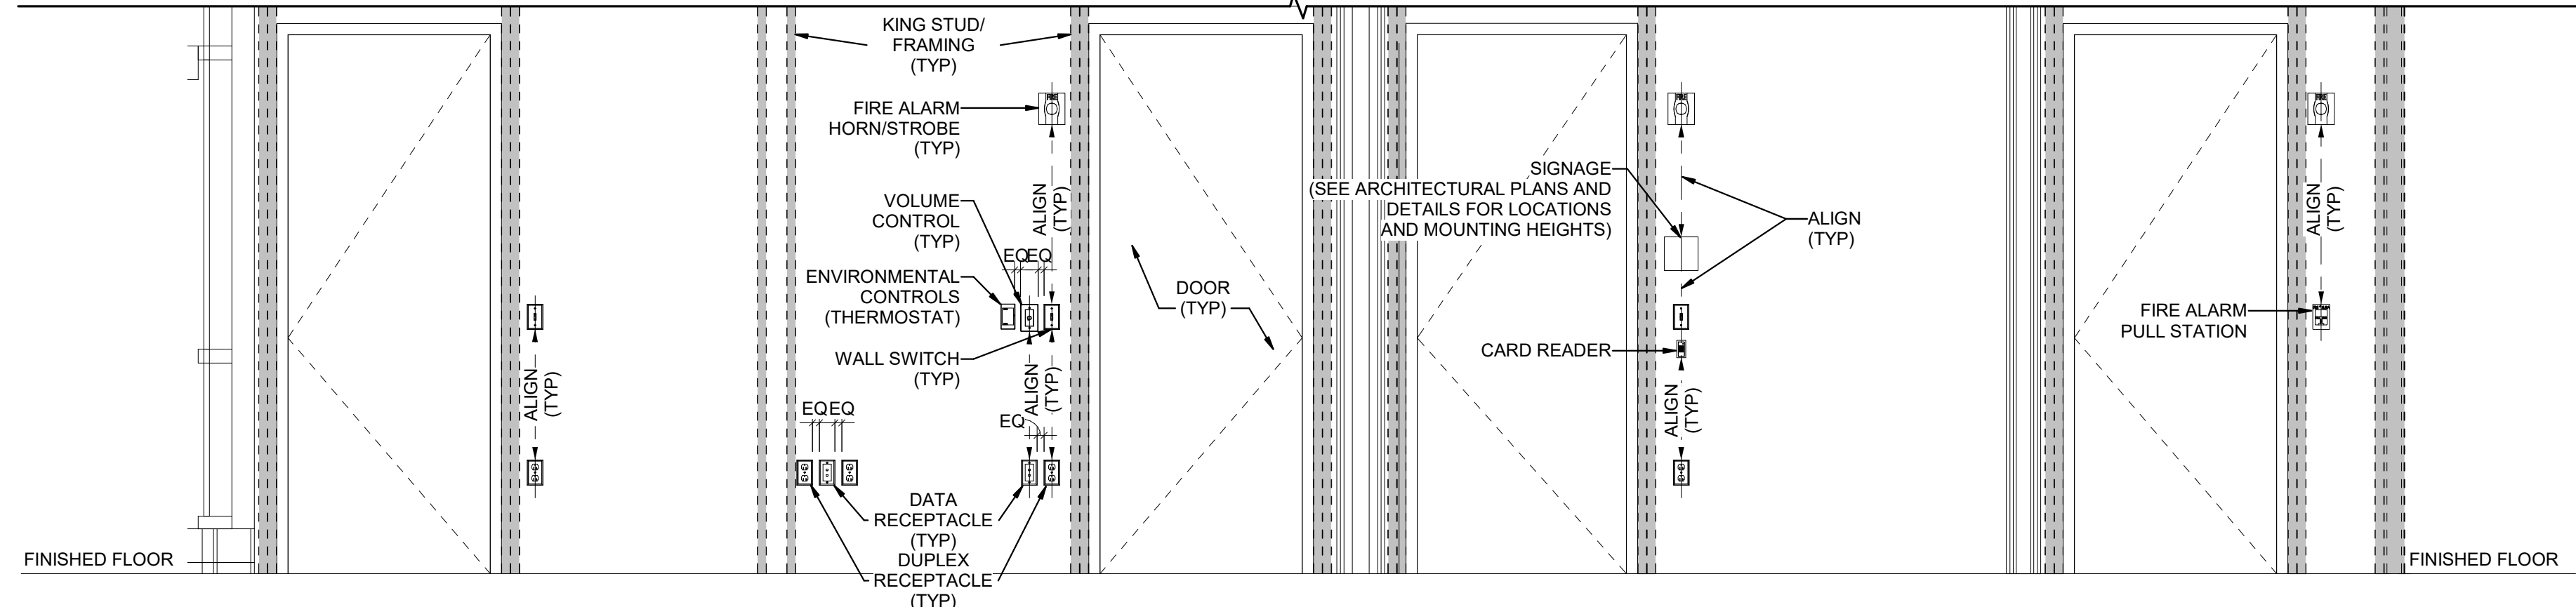 KING STUD/
FRAMING
(TYP)
FIRE ALARM
HORN/STROBE
(TYP)
FIRE
ALIGN
(TYP)
VOLUME
CONTROL
(TYP)
EQ EQ
ENVIRONMENTAL
CONTROLS
(THERMOSTAT)
WALL SWITCH
(TYP)
ALIGN
(TYP)
ALIGN
(TYP)
EQ EQ
EQ
DATA
RECEPTACLE
(TYP)
DUPLEX
RECEPTACLE
(TYP)
DOOR
(TYP)
FIRE
SIGNAGE
(SEE ARCHITECTURAL PLANS AND
DETAILS FOR LOCATIONS
AND MOUNTING HEIGHTS)
ALIGN
(TYP)
CARD READER
ALIGN
(TYP)
FIRE
ALIGN
(TYP)
FIRE ALARM
PULL STATION
FINISHED FLOOR
FINISHED FLOOR